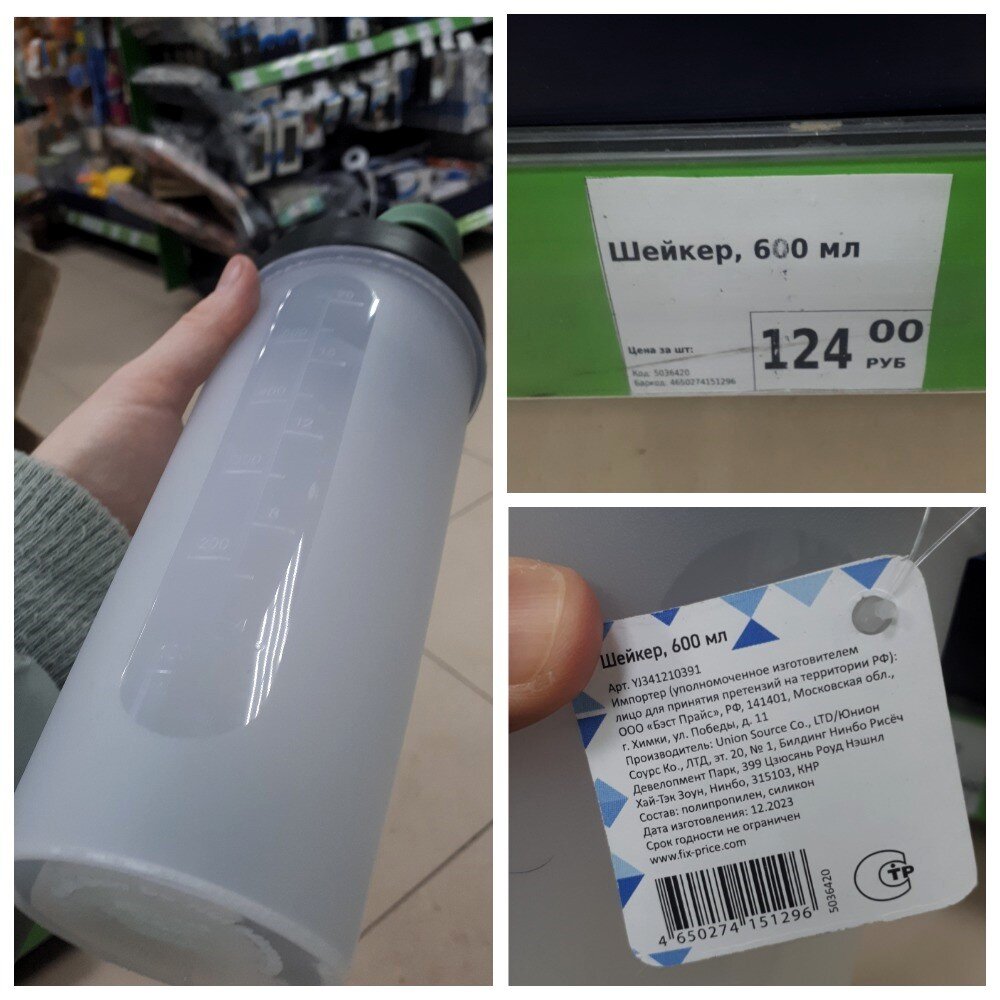 20
16
12
300
8
200
4
Шейкер, 600 мл
Цена за шт:
124 00
РУБ
Код: 5036420
Баркод: 4650274151296
Шейкер, 600 мл
Арт. YJ341210391
Импортер (уполномоченное изготовителем
лицо для принятия претензий на территории РФ):
ООО «Бэст Прайс», РФ, 141401, Московская обл.,
г. Химки, ул. Победы, д. 11
Производитель: Union Source Co., LTD/Юнион
Соурс Ко., ЛТД, эт. 20, № 1, Билдинг Нинбо Рисёч
Девелопмент Парк, 399 Цзюсянь Роуд Нэшнл
Хай-Тэк Зоун, Нинбо, 315103, КНР
Состав: полипропилен, силикон
Дата изготовления: 12.2023
Срок годности не ограничен
www.fix-price.com
4 650274 151296
5036420
СТР